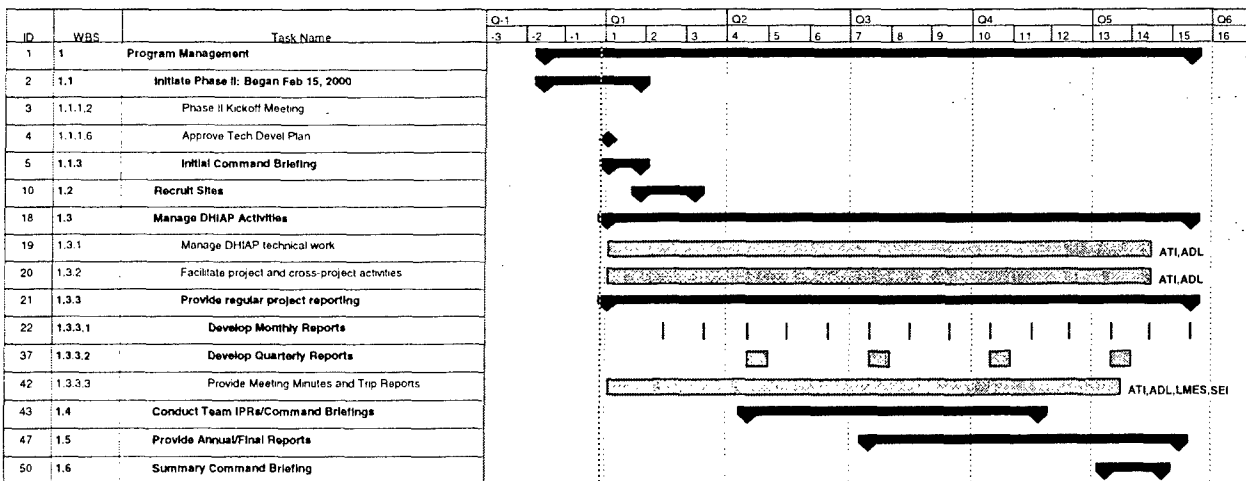 Q-1 Q1 Q2 Q3 Q4 Q5 Q6
ID WBS Task Name -3 -2 -1 1 2 3 4 5 6 7 8 9 10 11 12 13 14 15 16
1 1 Program Management
2 1.1 Initiate Phase II: Began Feb 15, 2000
3 1.1.1.2 Phase II Kickoff Meeting
4 1.1.1.6 Approve Tech Devel Plan
5 1.1.3 Initial Command Briefing
10 1.2 Recruit Sites
18 1.3 Manage DHIAP Activities
19 1.3.1 Manage DHIAP technical work ATI,ADL
20 1.3.2 Facilitate project and cross-project activities ATI,ADL
21 1.3.3 Provide regular project reporting
22 1.3.3.1 Develop Monthly Reports
37 1.3.3.2 Develop Quarterly Reports
42 1.3.3.3 Provide Meeting Minutes and Trip Reports ATI,ADL,LMES,SEI
43 1.4 Conduct Team IPRs/Command Briefings
47 1.5 Provide Annual/Final Reports
50 1.6 Summary Command Briefing